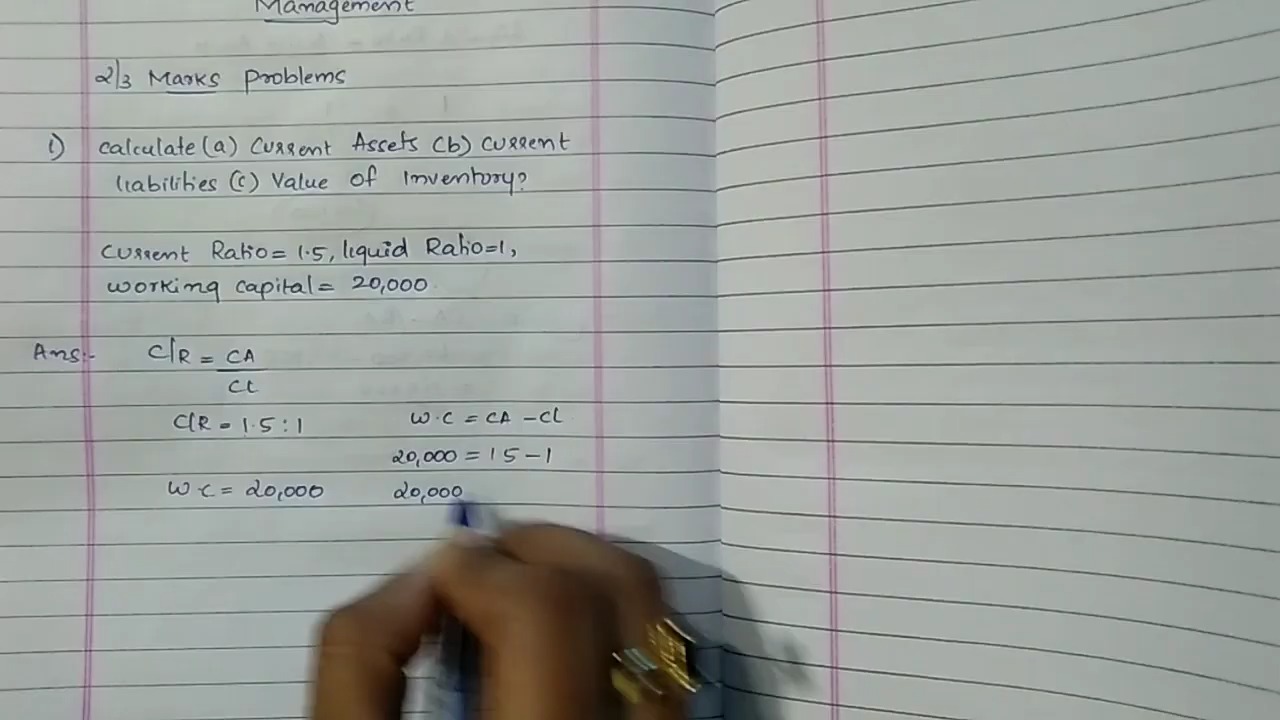 Management
2/3 Marks Problems
1) Calculate (a) Current Assets (b) Current
liabilities (c) Value of Inventory?
Current Ratio = 1.5, liquid Ratio=1,
working capital = 20,000.
Ans:- C/R = CA
CL
C/R = 1.5 : 1 W.C = CA - CL
20,000 = 1 5 - 1
W.C = 20,000 20,000